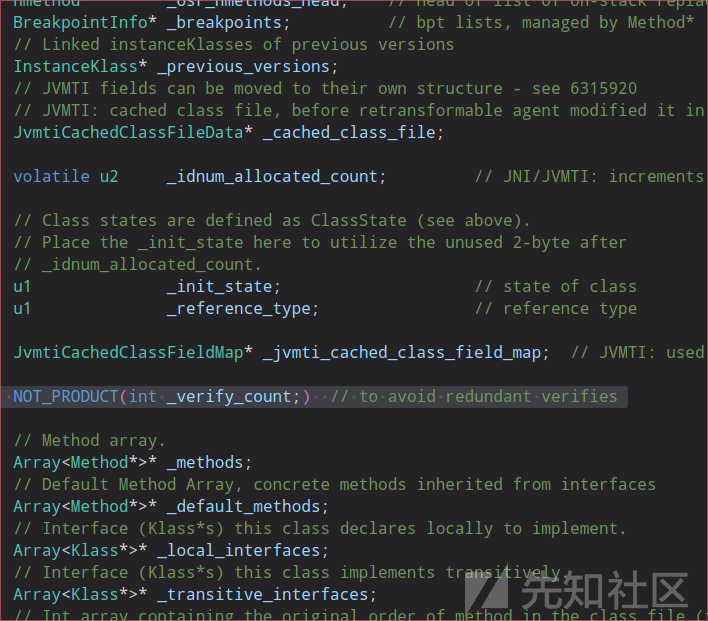 nmethod* _osr_nmethods_head; // Head of list of on-stack replac
BreakpointInfo* _breakpoints; // bpt lists, managed by Method*
// Linked instanceKlasses of previous versions
InstanceKlass* _previous_versions;
// JVMTI fields can be moved to their own structure - see 6315920
// JVMTI: cached class file, before retransformable agent modified it in
JvmtiCachedClassFileData* _cached_class_file;
volatile u2 _idnum_allocated_count; // JNI/JVMTI: increments
// Class states are defined as ClassState (see above).
// Place the _init_state here to utilize the unused 2-byte after
// _idnum_allocated_count.
u1 _init_state; // state of class
u1 _reference_type; // reference type
JvmtiCachedClassFieldMap* _jvmti_cached_class_field_map; // JVMTI: used
NOT_PRODUCT(int _verify_count;) // to avoid redundant verifies
// Method array.
Array<Method*>* _methods;
// Default Method Array, concrete methods inherited from interfaces
Array<Method*>* _default_methods;
// Interface (Klass*s) this class declares locally to implement.
Array<Klass*>* _local_interfaces;
// Interface (Klass*s) this class implements transitively.
Array<Klass*>* _transitive_interfaces;
// Int array containing the original order of method in the class file (
先知社区